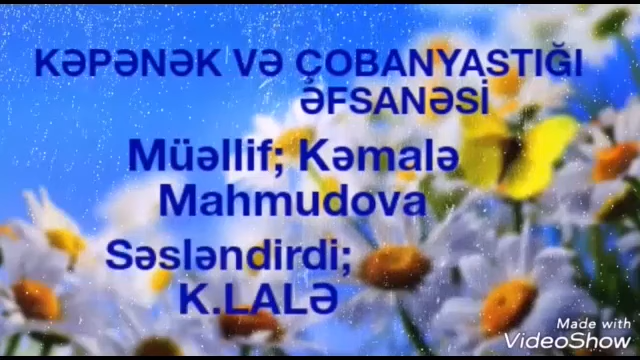 KƏPƏNƏK VƏ ÇOBANYASTIĞI
ƏFSANƏSİ
Müəllif; Kəmalə
Mahmudova
Səsləndirdi;
K.LALƏ
Made with
VideoShow